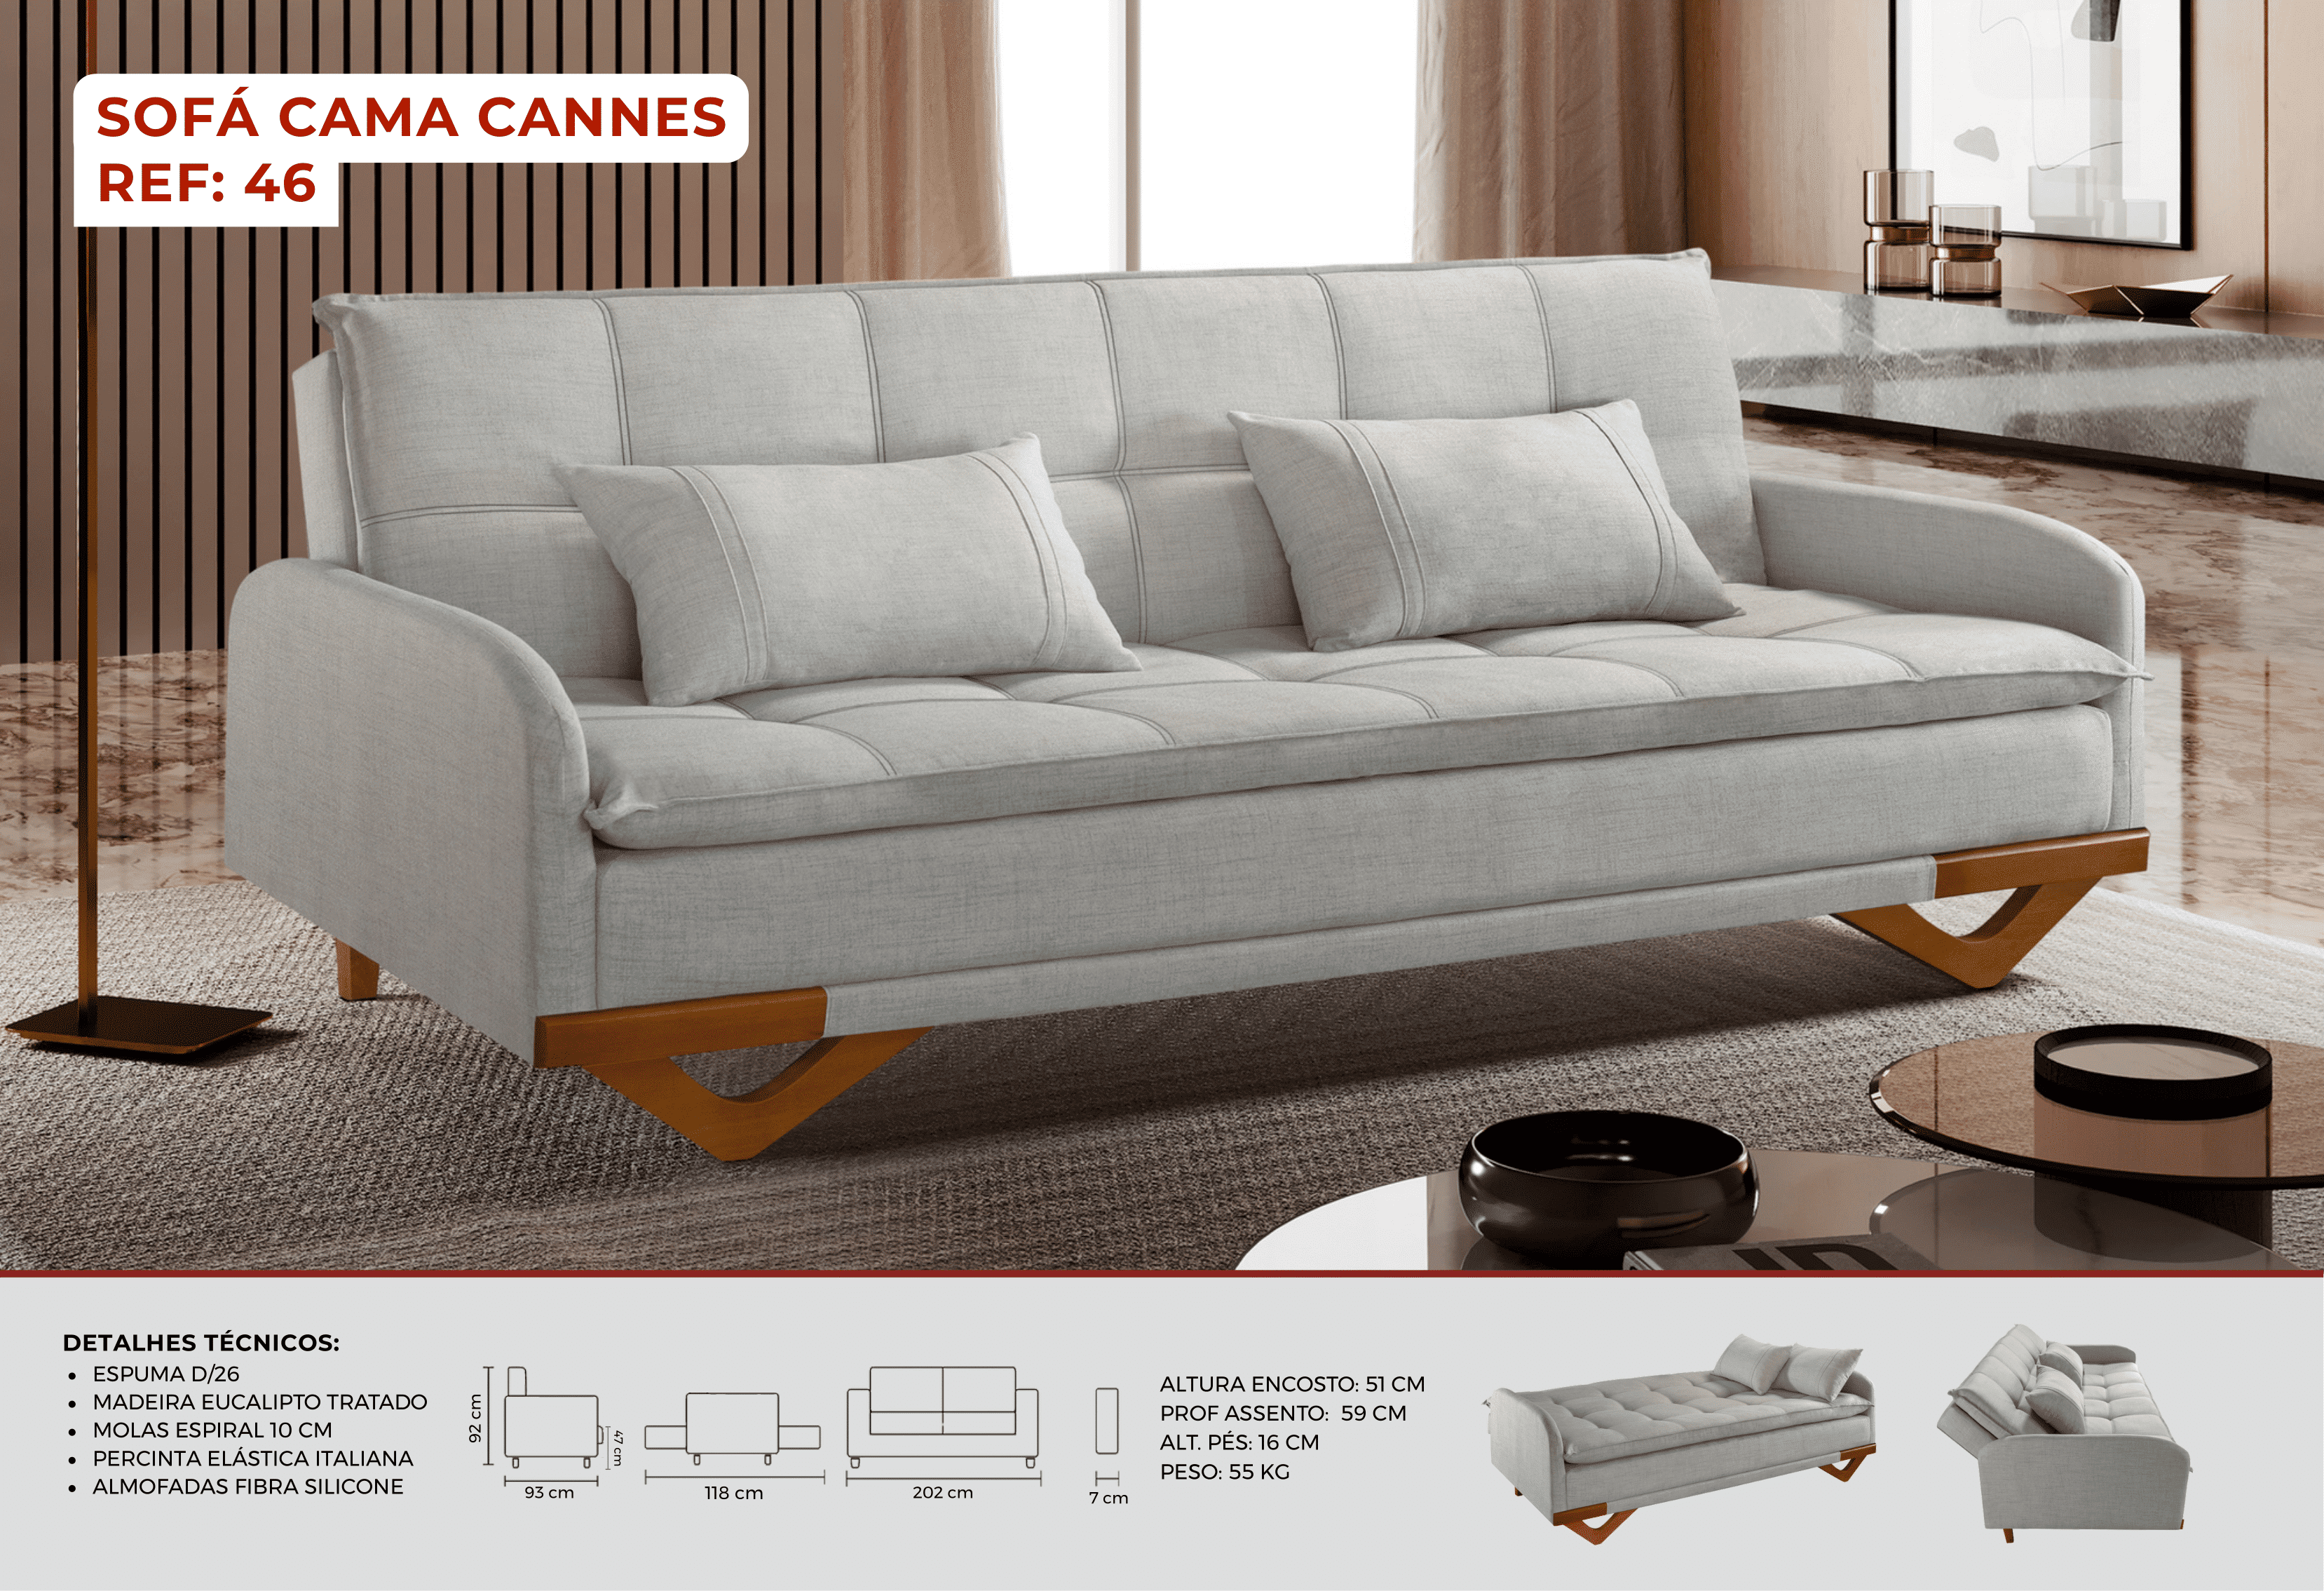 SOFÁ CAMA CANNES
REF: 46
DETALHES TÉCNICOS:
• ESPUMA D/26
• MADEIRA EUCALIPTO TRATADO
• MOLAS ESPIRAL 10 CM
• PERCINTA ELÁSTICA ITALIANA
• ALMOFADAS FIBRA SILICONE
92 cm
47 cm
93 cm
118 cm
202 cm
7 cm
ALTURA ENCOSTO: 51 CM
PROF ASSENTO: 59 CM
ALT. PÉS: 16 CM
PESO: 55 KG